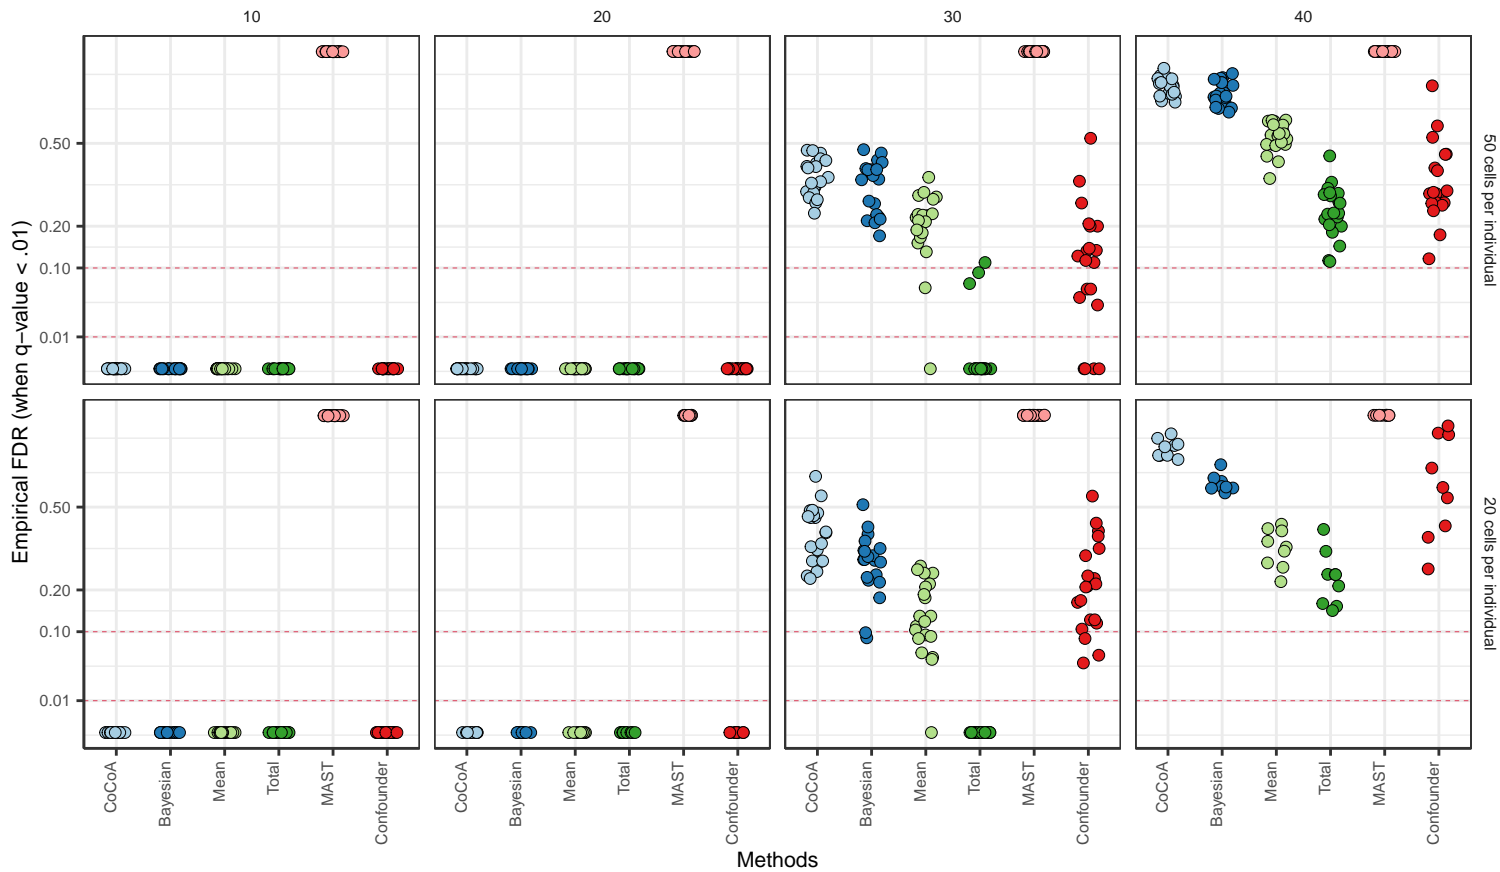 10
20
30
40
Empirical FDR (when q−value < .01)
0.50
0.20
0.10
0.01
50 cells per individual
0.50
0.20
0.10
0.01
20 cells per individual
CoCoA
Bayesian
Mean
Total
MAST
Confounder
CoCoA
Bayesian
Mean
Total
MAST
Confounder
CoCoA
Bayesian
Mean
Total
MAST
Confounder
CoCoA
Bayesian
Mean
Total
MAST
Confounder
Methods